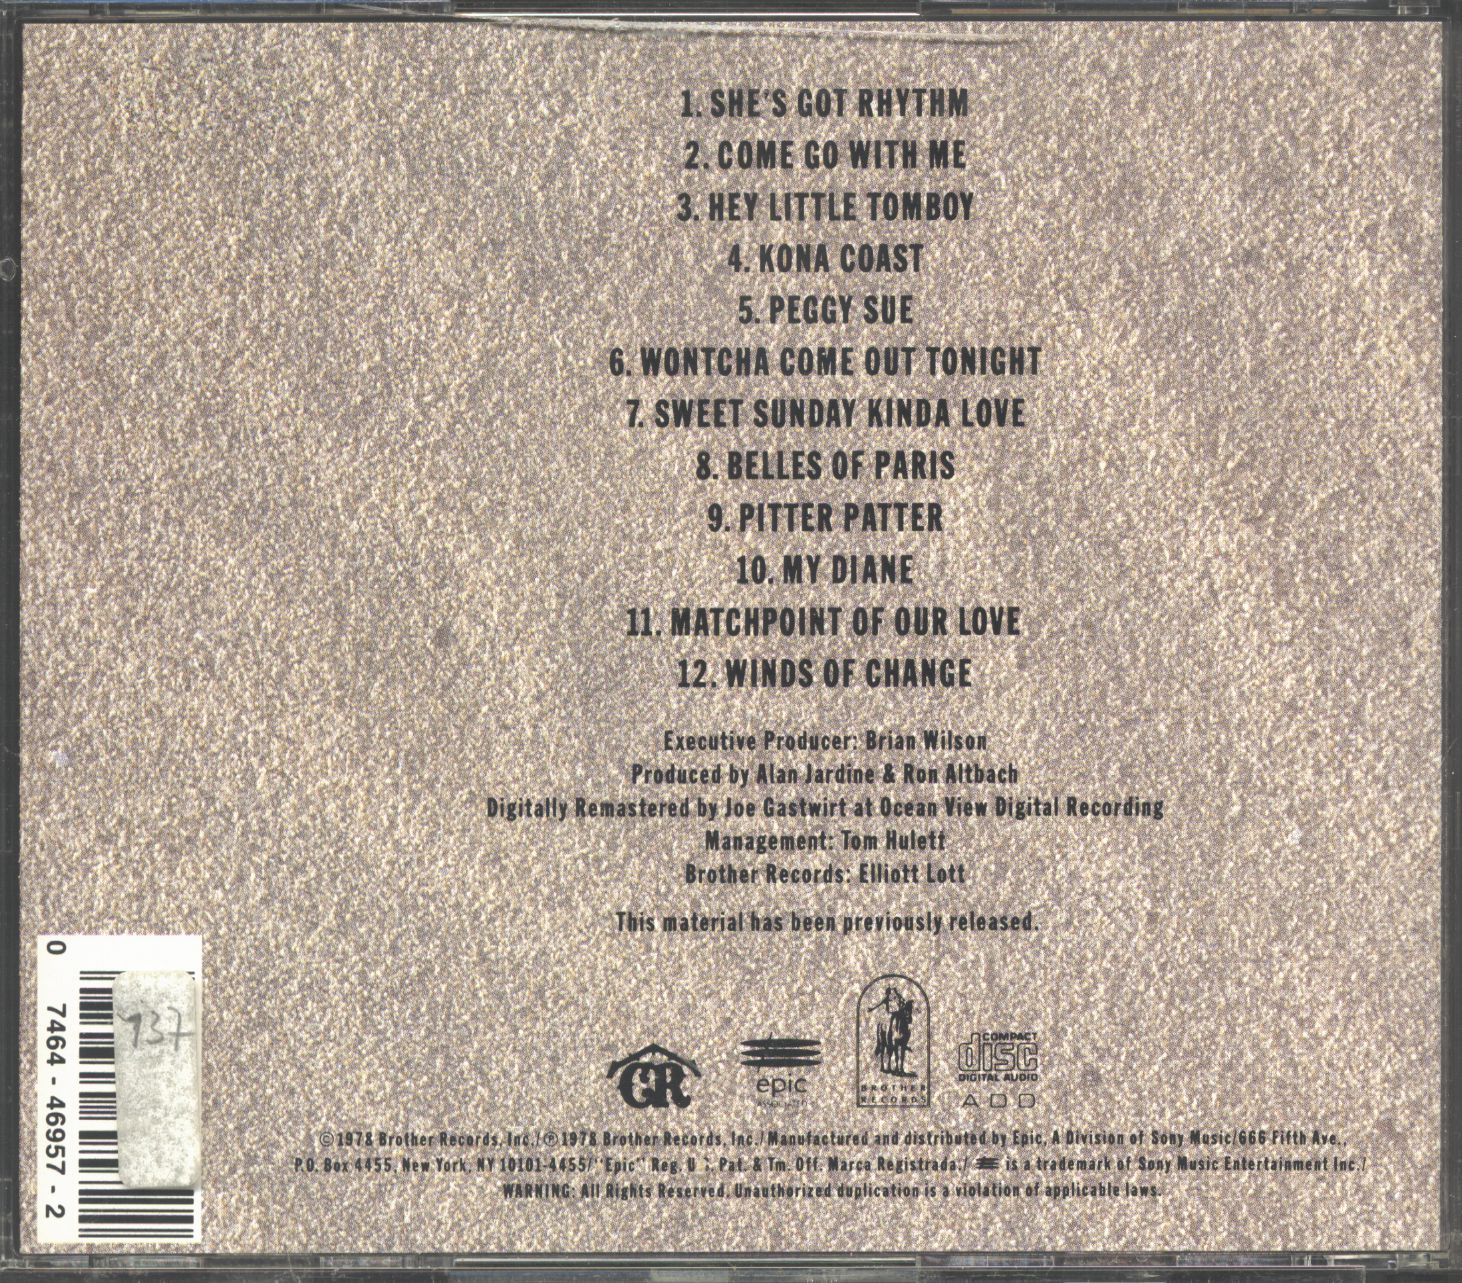 1. SHE'S GOT RHYTHM
2. COME GO WITH ME
3. HEY LITTLE TOMBOY
4. KONA COAST
5. PEGGY SUE
6. WONTCHA COME OUT TONIGHT
7. SWEET SUNDAY KINDA LOVE
8. BELLES OF PARIS
9. PITTER PATTER
10. MY DIANE
11. MATCHPOINT OF OUR LOVE
12. WINDS OF CHANGE
Executive Producer: Brian Wilson
Produced by Alan Jardine & Ron Altbach
Digitally Remastered by Joe Gastwirt at Ocean View Digital Recording
Management: Tom Hulett
Brother Records: Elliott Lott
This material has been previously released.
0 7464-46957-2
937
CR
epic
ASSOCIATED
BROTHER
RECORDS
COMPACT
disc
DIGITAL AUDIO
ADD
©1978 Brother Records, Inc./℗1978 Brother Records, Inc./Manufactured and distributed by Epic, A Division of Sony Music/666 Fifth Ave.,
P.O. Box 4455, New York, NY 10101-4455/"Epic" Reg. U.S. Pat. & Tm. Off. Marca Registrada./ is a trademark of Sony Music Entertainment Inc./
WARNING: All Rights Reserved. Unauthorized duplication is a violation of applicable laws.